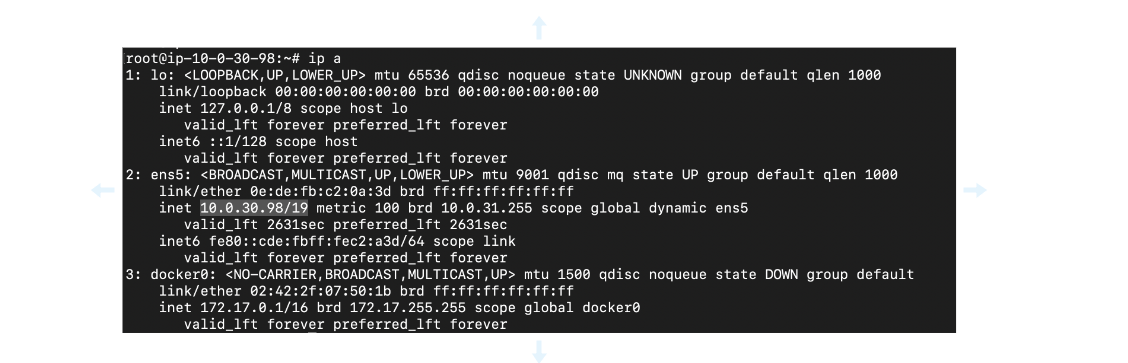 root@ip-10-0-30-98:~# ip a
1: lo: <LOOPBACK,UP,LOWER_UP> mtu 65536 qdisc noqueue state UNKNOWN group default qlen 1000
link/loopback 00:00:00:00:00:00 brd 00:00:00:00:00:00
inet 127.0.0.1/8 scope host lo
valid_lft forever preferred_lft forever
inet6 ::1/128 scope host
valid_lft forever preferred_lft forever
2: ens5: <BROADCAST,MULTICAST,UP,LOWER_UP> mtu 9001 qdisc mq state UP group default qlen 1000
link/ether 0e:de:fb:c2:0a:3d brd ff:ff:ff:ff:ff:ff
inet 10.0.30.98/19 metric 100 brd 10.0.31.255 scope global dynamic ens5
valid_lft 2631sec preferred_lft 2631sec
inet6 fe80::cde:fbff:fec2:a3d/64 scope link
valid_lft forever preferred_lft forever
3: docker0: <NO-CARRIER,BROADCAST,MULTICAST,UP> mtu 1500 qdisc noqueue state DOWN group default
link/ether 02:42:2f:07:50:1b brd ff:ff:ff:ff:ff:ff
inet 172.17.0.1/16 brd 172.17.255.255 scope global docker0
valid_lft forever preferred_lft forever